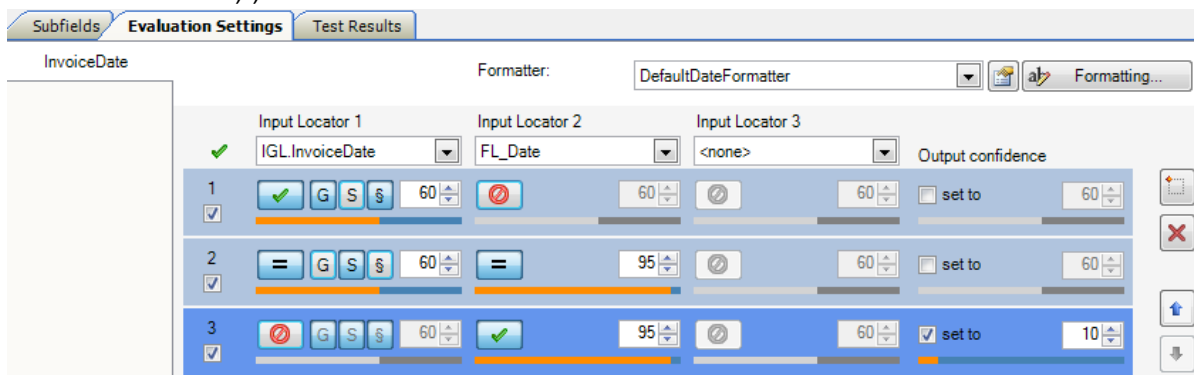 Subfields Evaluation Settings Test Results
InvoiceDate Formatter: DefaultDateFormatter ab Formatting...
Input Locator 1 Input Locator 2 Input Locator 3
IGL.InvoiceDate FL_Date <none> Output confidence
1 G S § 60 60 60 set to 60
2 = G S § 60 = 95 60 set to 60
3 G S § 60 95 60 set to 10